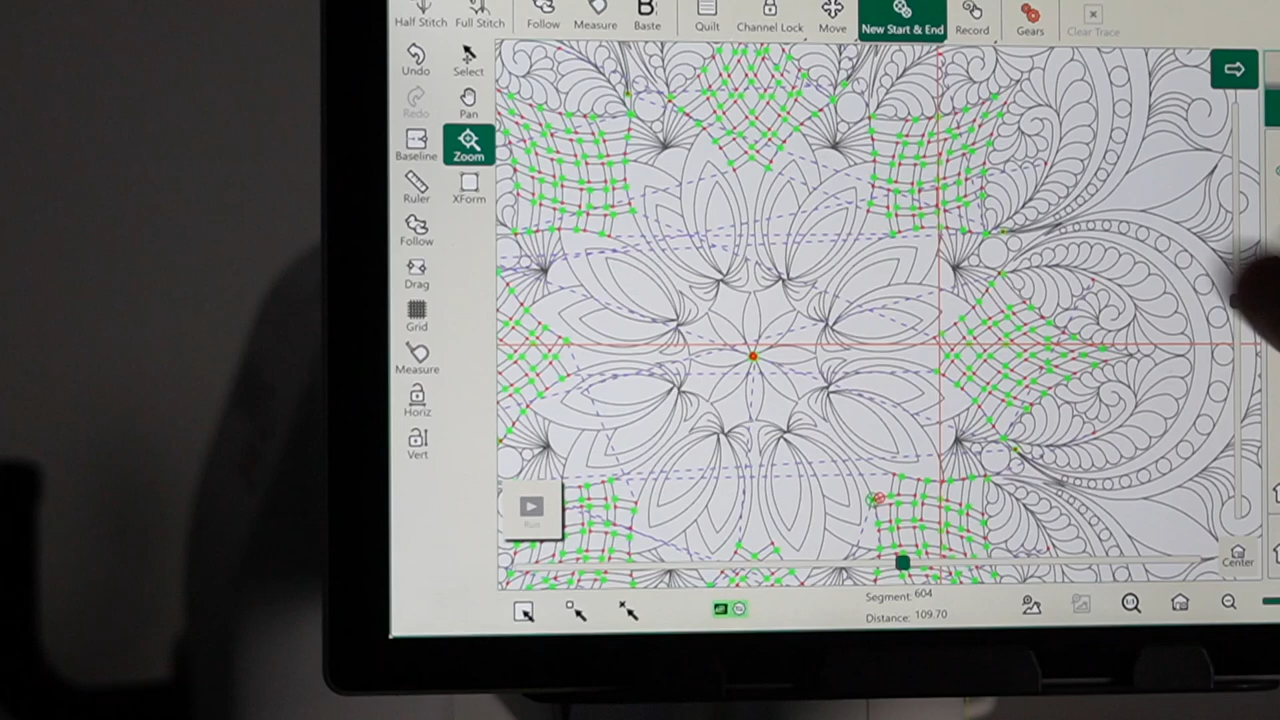 Half Stitch
Full Stitch
Follow
Measure
Baste
Quilt
Channel Lock
Move
New Start & End
Record
Gears
Clear Trace
Undo
Select
Redo
Pan
Baseline
Zoom
Ruler
XForm
Follow
Drag
Grid
Measure
Horiz
Vert
Run
Center
Segment: 604
Distance: 109.70
1:1